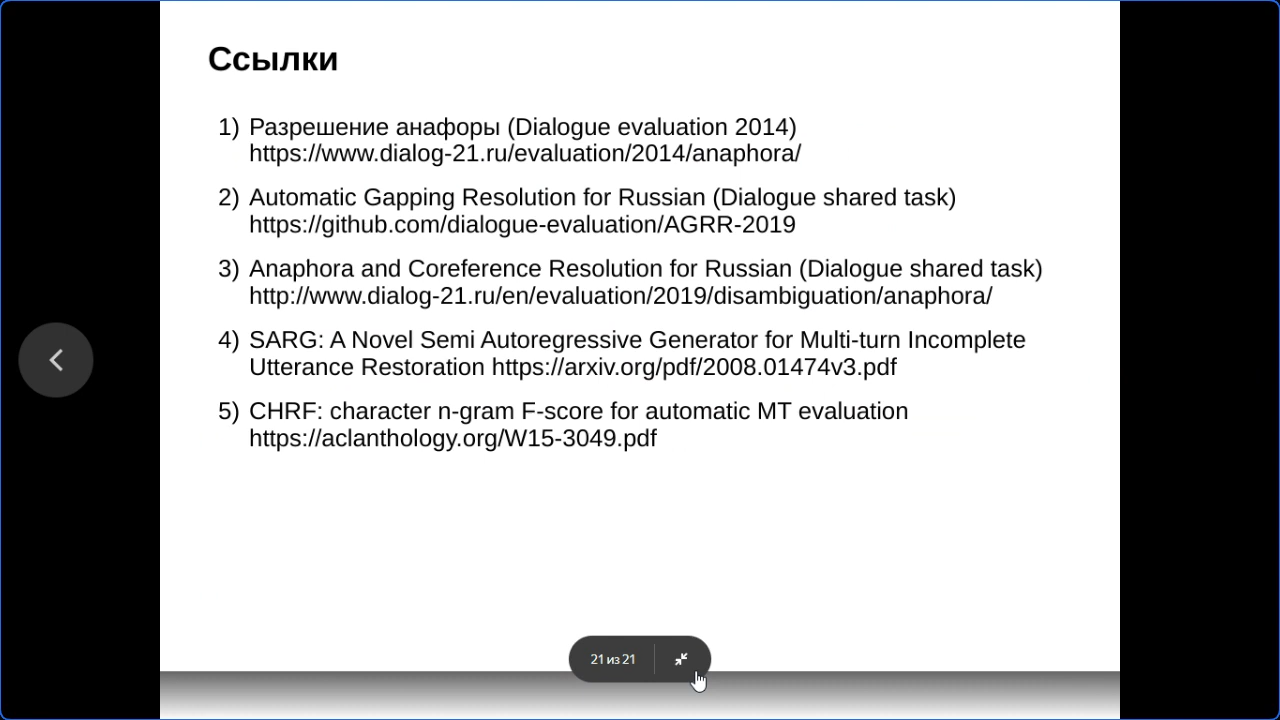 Ссылки
1) Разрешение анафоры (Dialogue evaluation 2014)
https://www.dialog-21.ru/evaluation/2014/anaphora/
2) Automatic Gapping Resolution for Russian (Dialogue shared task)
https://github.com/dialogue-evaluation/AGRR-2019
3) Anaphora and Coreference Resolution for Russian (Dialogue shared task)
http://www.dialog-21.ru/en/evaluation/2019/disambiguation/anaphora/
4) SARG: A Novel Semi Autoregressive Generator for Multi-turn Incomplete
Utterance Restoration https://arxiv.org/pdf/2008.01474v3.pdf
5) CHRF: character n-gram F-score for automatic MT evaluation
https://aclanthology.org/W15-3049.pdf
21 из 21